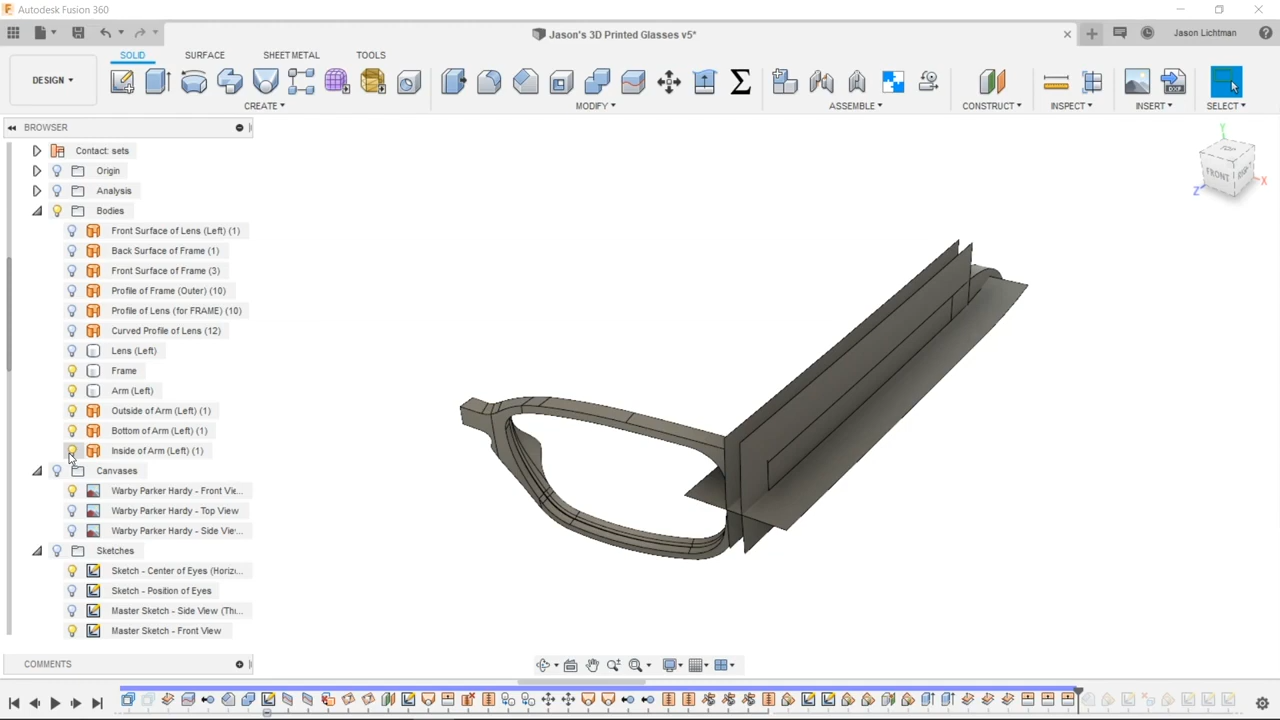 Autodesk Fusion 360
Jason's 3D Printed Glasses v5*
Jason Lichtman
SOLID SURFACE SHEET METAL TOOLS
DESIGN ▾
CREATE ▾ MODIFY ▾ ASSEMBLE ▾ CONSTRUCT ▾ INSPECT ▾ INSERT ▾ SELECT ▾
BROWSER
Contact: sets
Origin
Analysis
Bodies
Front Surface of Lens (Left) (1)
Back Surface of Frame (1)
Front Surface of Frame (3)
Profile of Frame (Outer) (10)
Profile of Lens (for FRAME) (10)
Curved Profile of Lens (12)
Lens (Left)
Frame
Arm (Left)
Outside of Arm (Left) (1)
Bottom of Arm (Left) (1)
Inside of Arm (Left) (1)
Canvases
Warby Parker Hardy - Front Vie...
Warby Parker Hardy - Top View
Warby Parker Hardy - Side View...
Sketches
Sketch - Center of Eyes (Horizo...
Sketch - Position of Eyes
Master Sketch - Side View (Thi...
Master Sketch - Front View
COMMENTS
Y
TOP
FRONT
RIGHT
X
Z